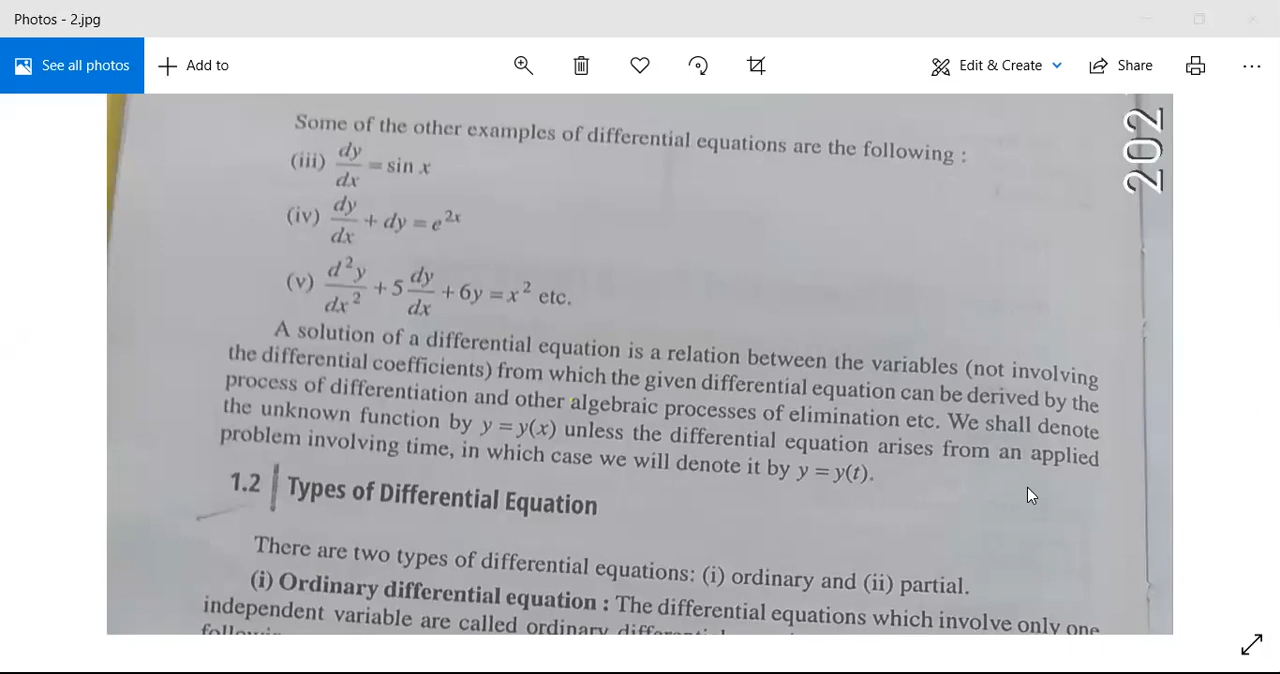 Photos - 2.jpg
See all photos
Add to
Edit & Create
Share
Some of the other examples of differential equations are the following :
(iii) dy/dx = sin x
(iv) dy/dx + dy = e^2x
(v) d²y/dx² + 5 dy/dx + 6y = x² etc.
A solution of a differential equation is a relation between the variables (not involving
the differential coefficients) from which the given differential equation can be derived by the
process of differentiation and other algebraic processes of elimination etc. We shall denote
the unknown function by y = y(x) unless the differential equation arises from an applied
problem involving time, in which case we will denote it by y = y(t).
1.2 Types of Differential Equation
There are two types of differential equations: (i) ordinary and (ii) partial.
(i) Ordinary differential equation : The differential equations which involve only one
independent variable are called ordinary
202